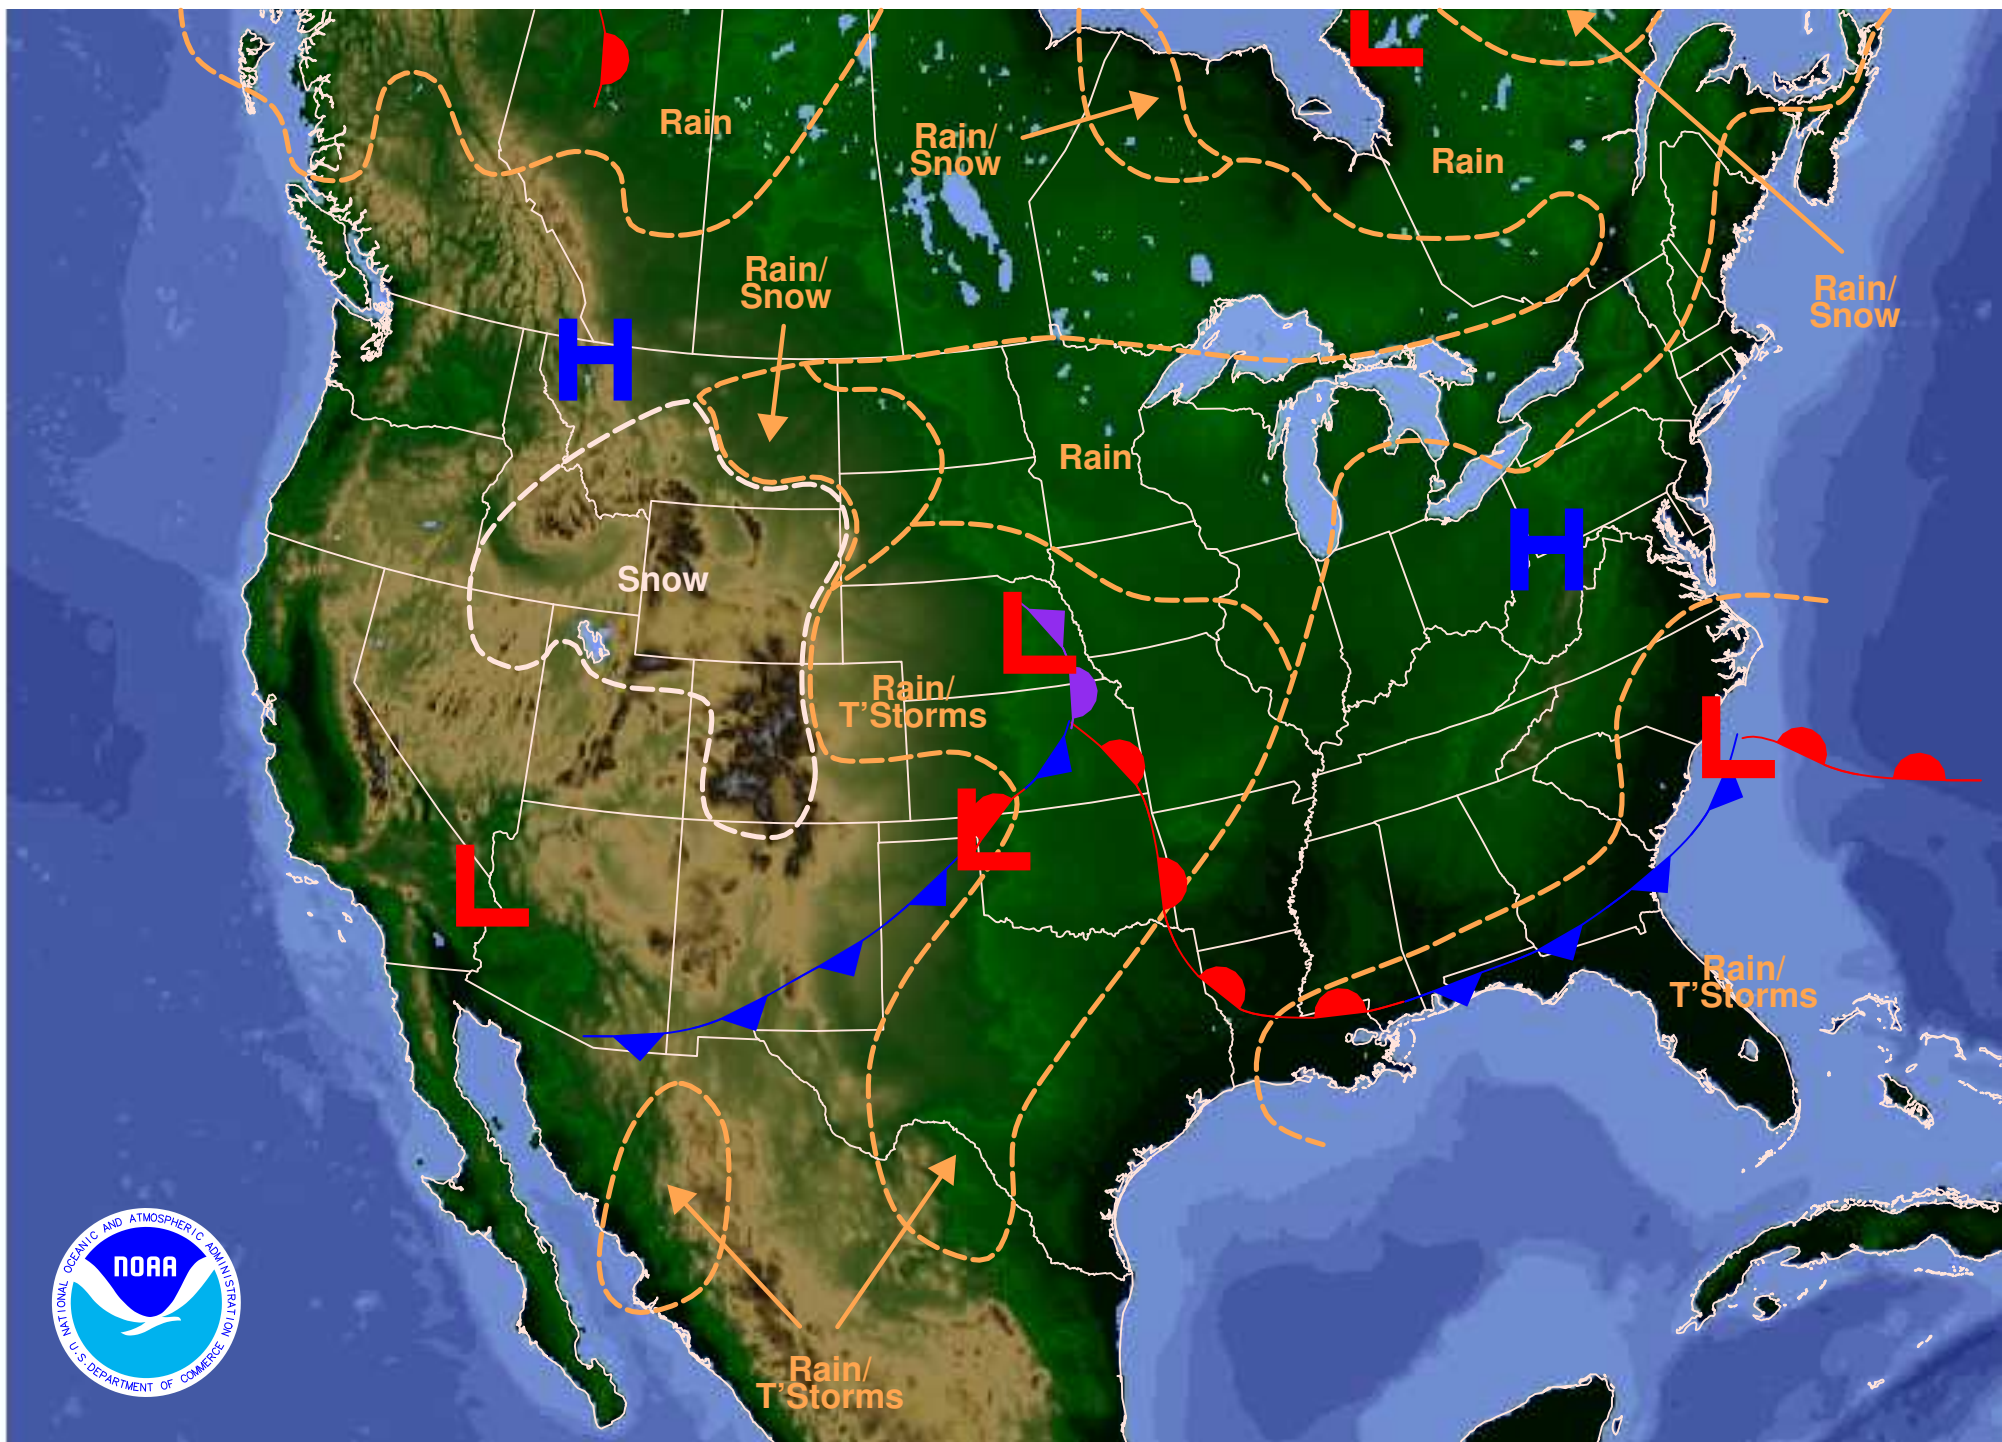 L
Rain
Rain/
Snow
Rain
Rain/
Snow
Rain/
Snow
H
Rain
H
Snow
L
Rain/
T'Storms
L
L
L
Rain/
T'Storms
Rain/
T'Storms
NATIONAL OCEANIC AND ATMOSPHERIC ADMINISTRATION
NOAA
U.S. DEPARTMENT OF COMMERCE